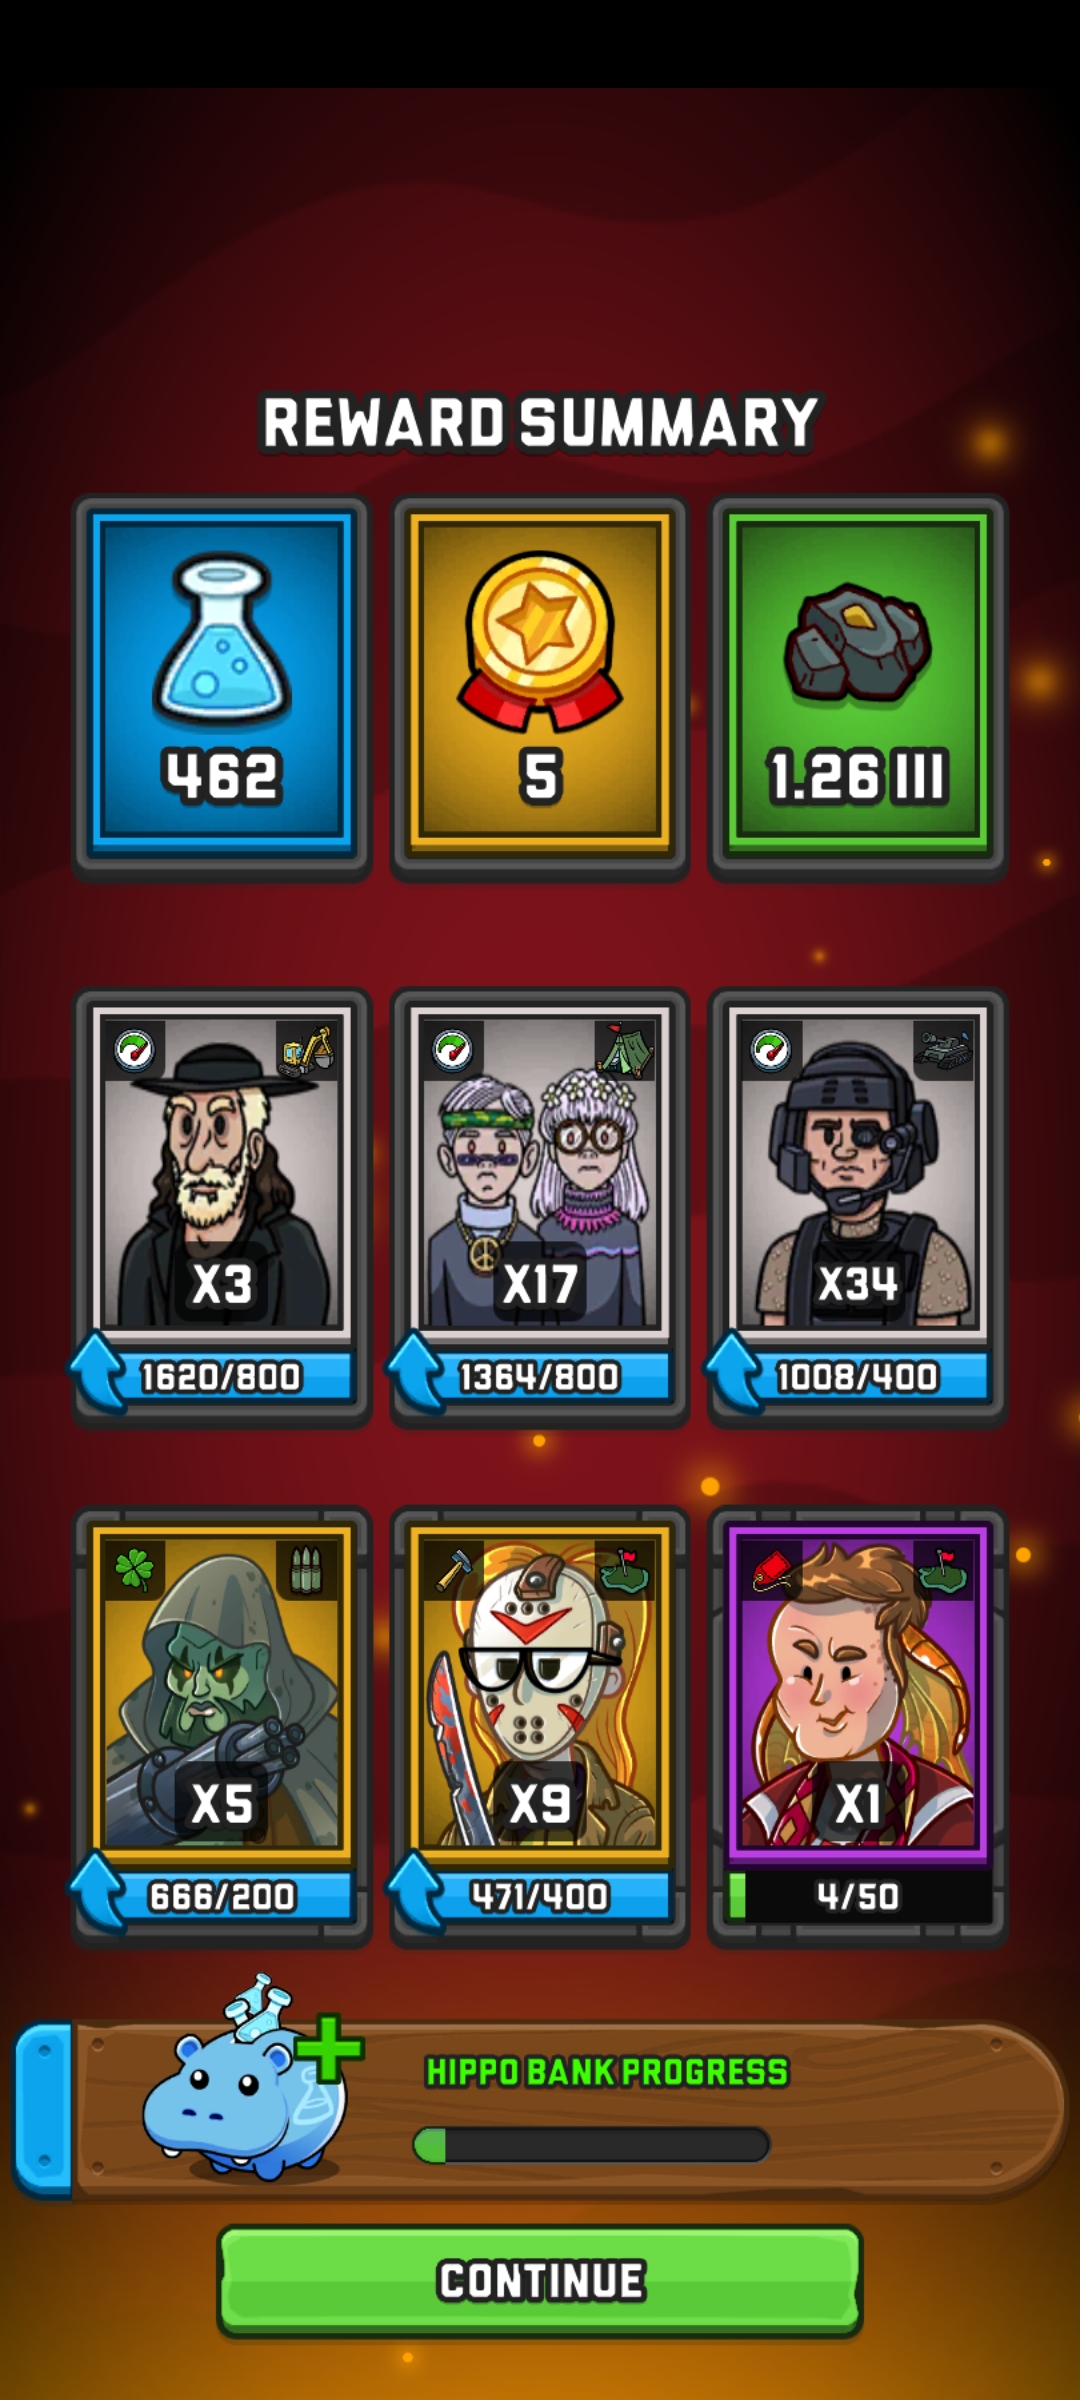 REWARD SUMMARY
462
5
1.26 III
X3
X17
X34
1620/800
1364/800
1008/400
X5
X9
X1
666/200
471/400
4/50
HIPPO BANK PROGRESS
CONTINUE